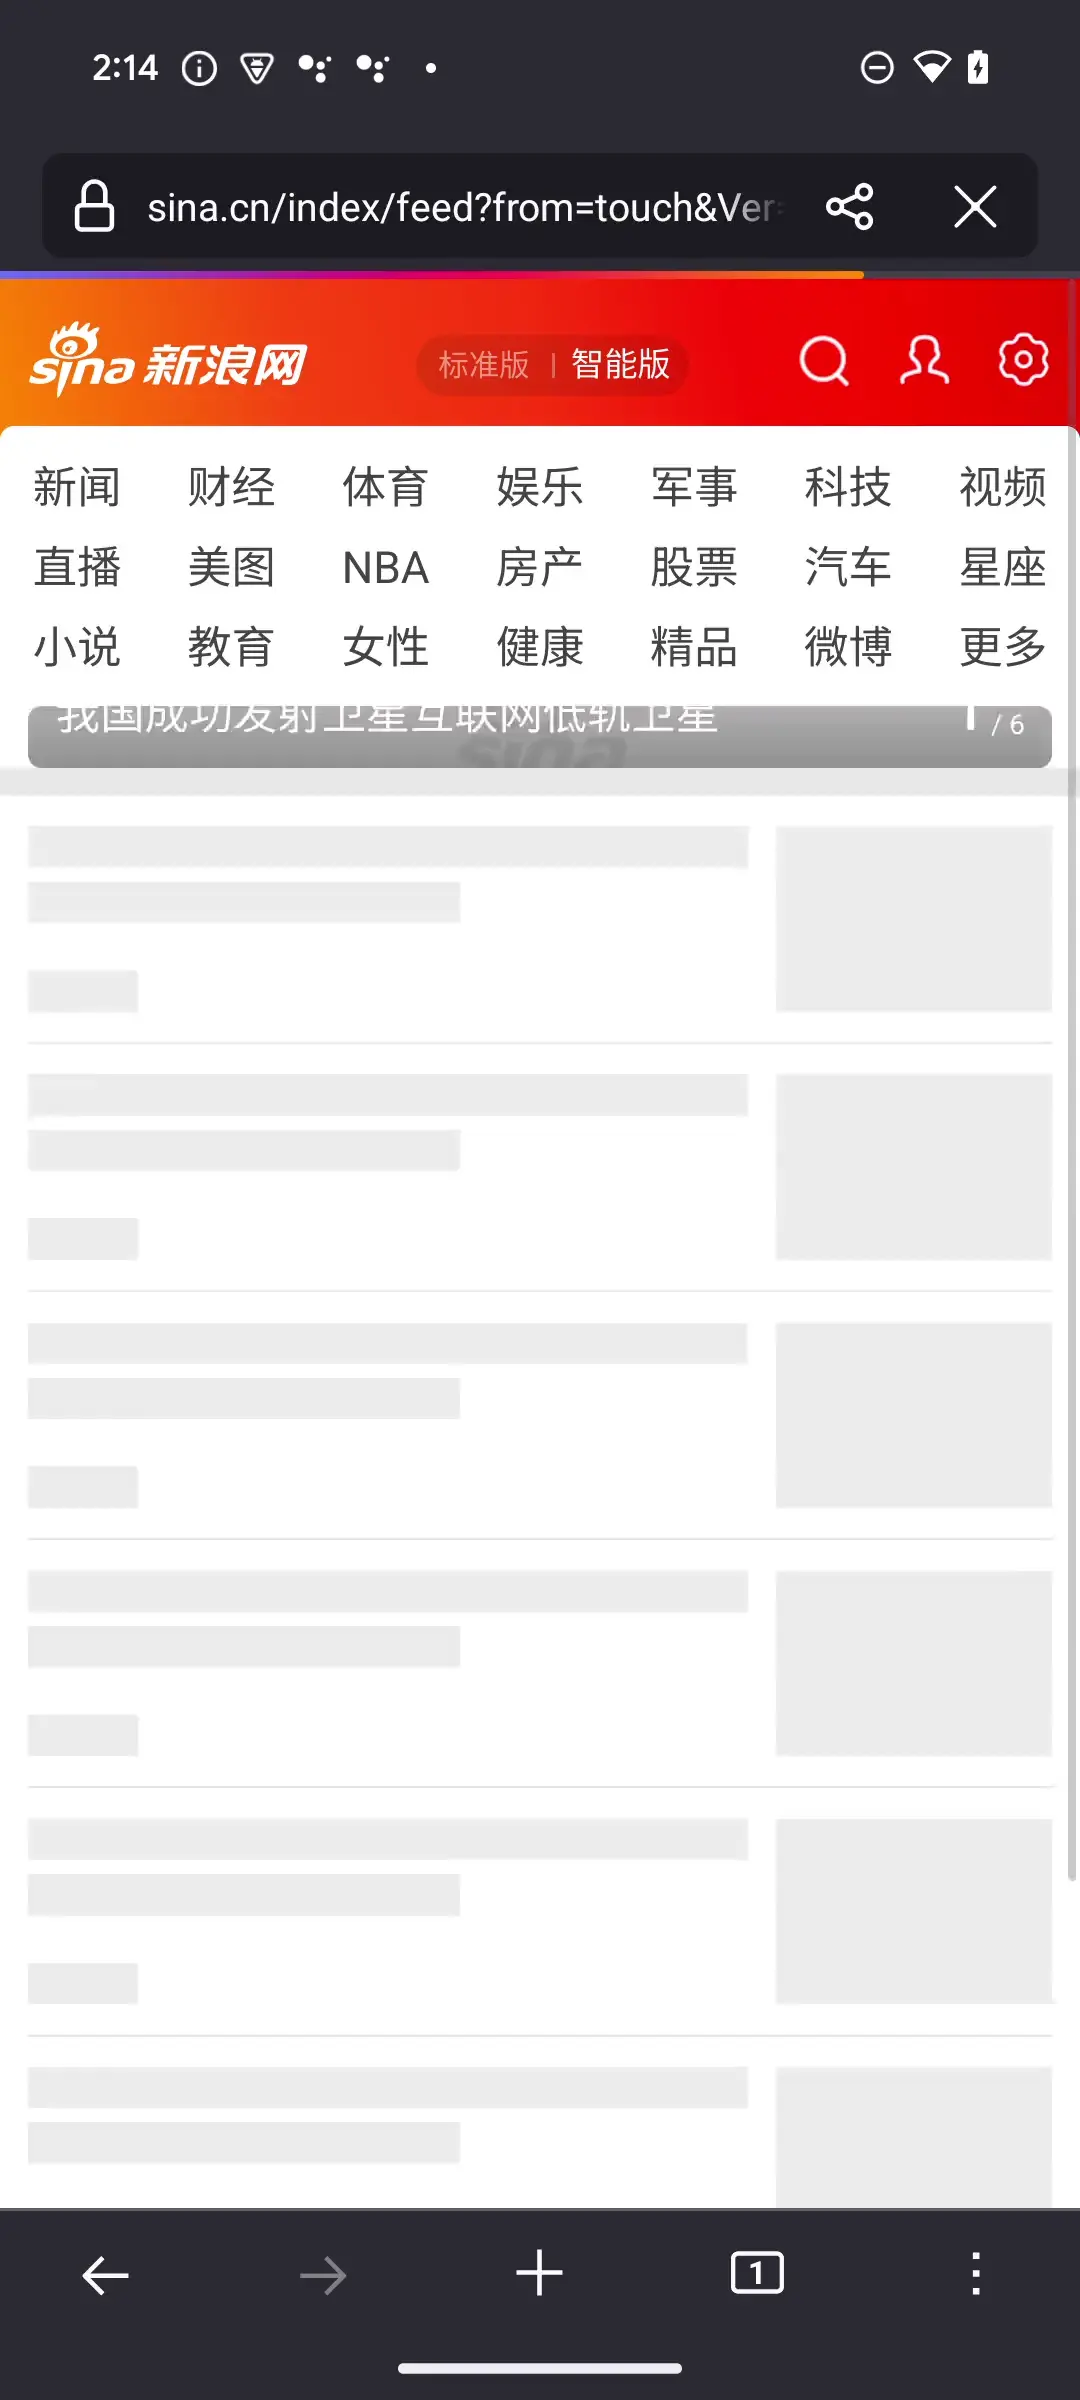 2:14
sina.cn/index/feed?from=touch&Ver=
sina 新浪网
标准版 | 智能版
新闻 财经 体育 娱乐 军事 科技 视频
直播 美图 NBA 房产 股票 汽车 星座
小说 教育 女性 健康 精品 微博 更多
我国成功发射卫星互联网低轨卫星
1 / 6
sina
1